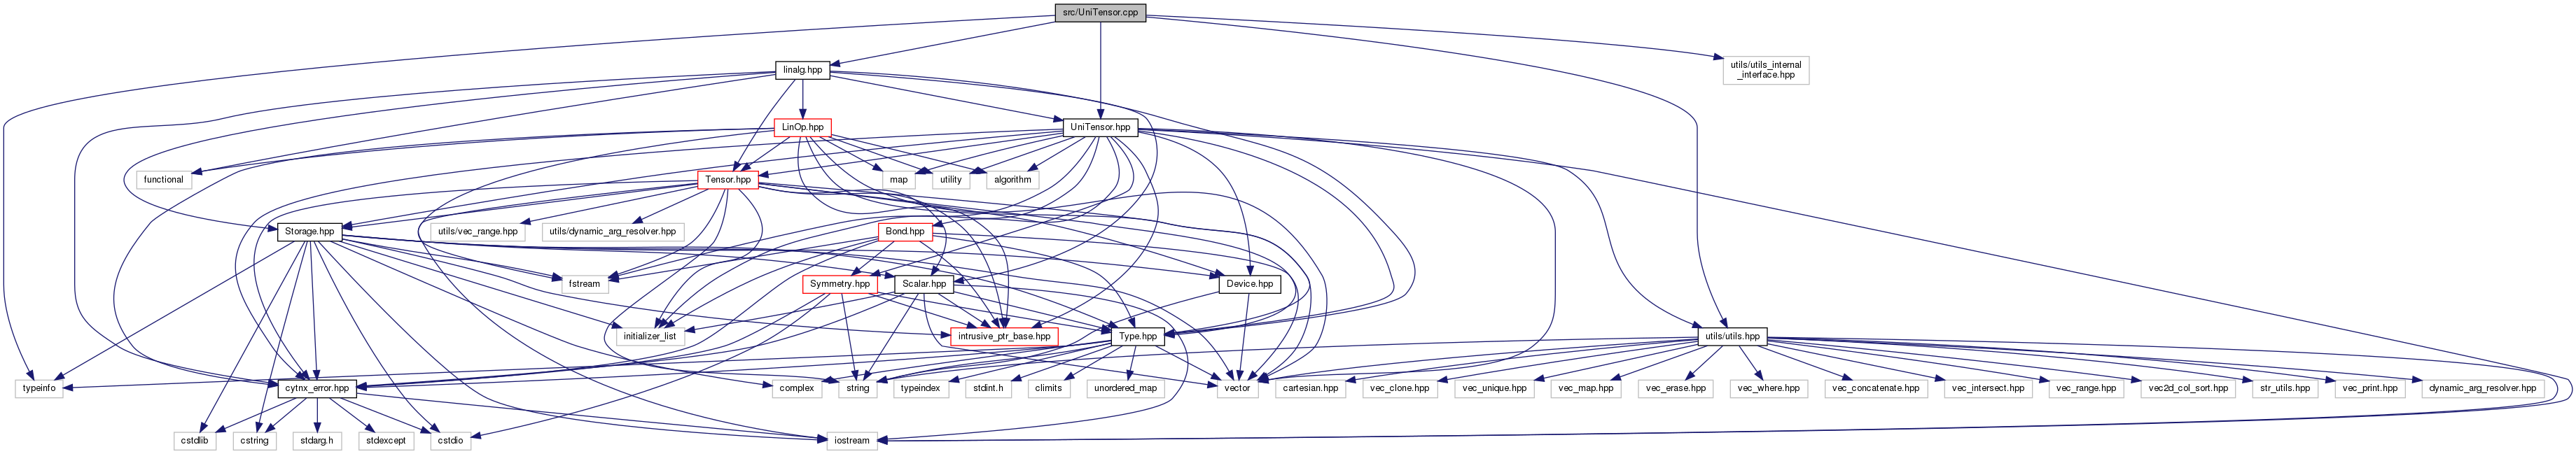 src/UniTensor.cpp
linalg.hpp
utils/utils_internal
_interface.hpp
LinOp.hpp
UniTensor.hpp
functional
Tensor.hpp
map
utility
algorithm
Storage.hpp
utils/vec_range.hpp
utils/dynamic_arg_resolver.hpp
Bond.hpp
fstream
Symmetry.hpp
Scalar.hpp
Device.hpp
initializer_list
intrusive_ptr_base.hpp
Type.hpp
utils/utils.hpp
typeinfo
cytnx_error.hpp
complex
string
typeindex
stdint.h
climits
unordered_map
vector
cartesian.hpp
vec_clone.hpp
vec_unique.hpp
vec_map.hpp
vec_erase.hpp
vec_where.hpp
vec_concatenate.hpp
vec_intersect.hpp
vec_range.hpp
vec2d_col_sort.hpp
str_utils.hpp
vec_print.hpp
dynamic_arg_resolver.hpp
cstdlib
cstring
stdarg.h
stdexcept
cstdio
iostream